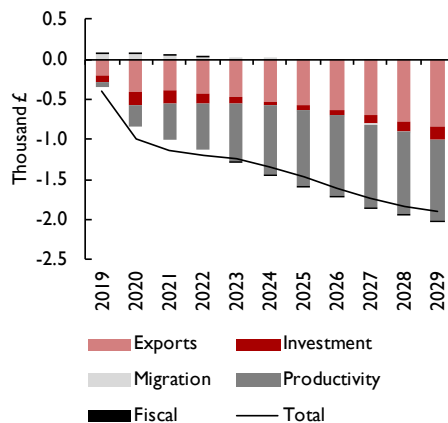 0.5
0.0
-0.5
-1.0
-1.5
-2.0
-2.5
Thousand £
2019
2020
2021
2022
2023
2024
2025
2026
2027
2028
2029
Exports
Investment
Migration
Productivity
Fiscal
Total